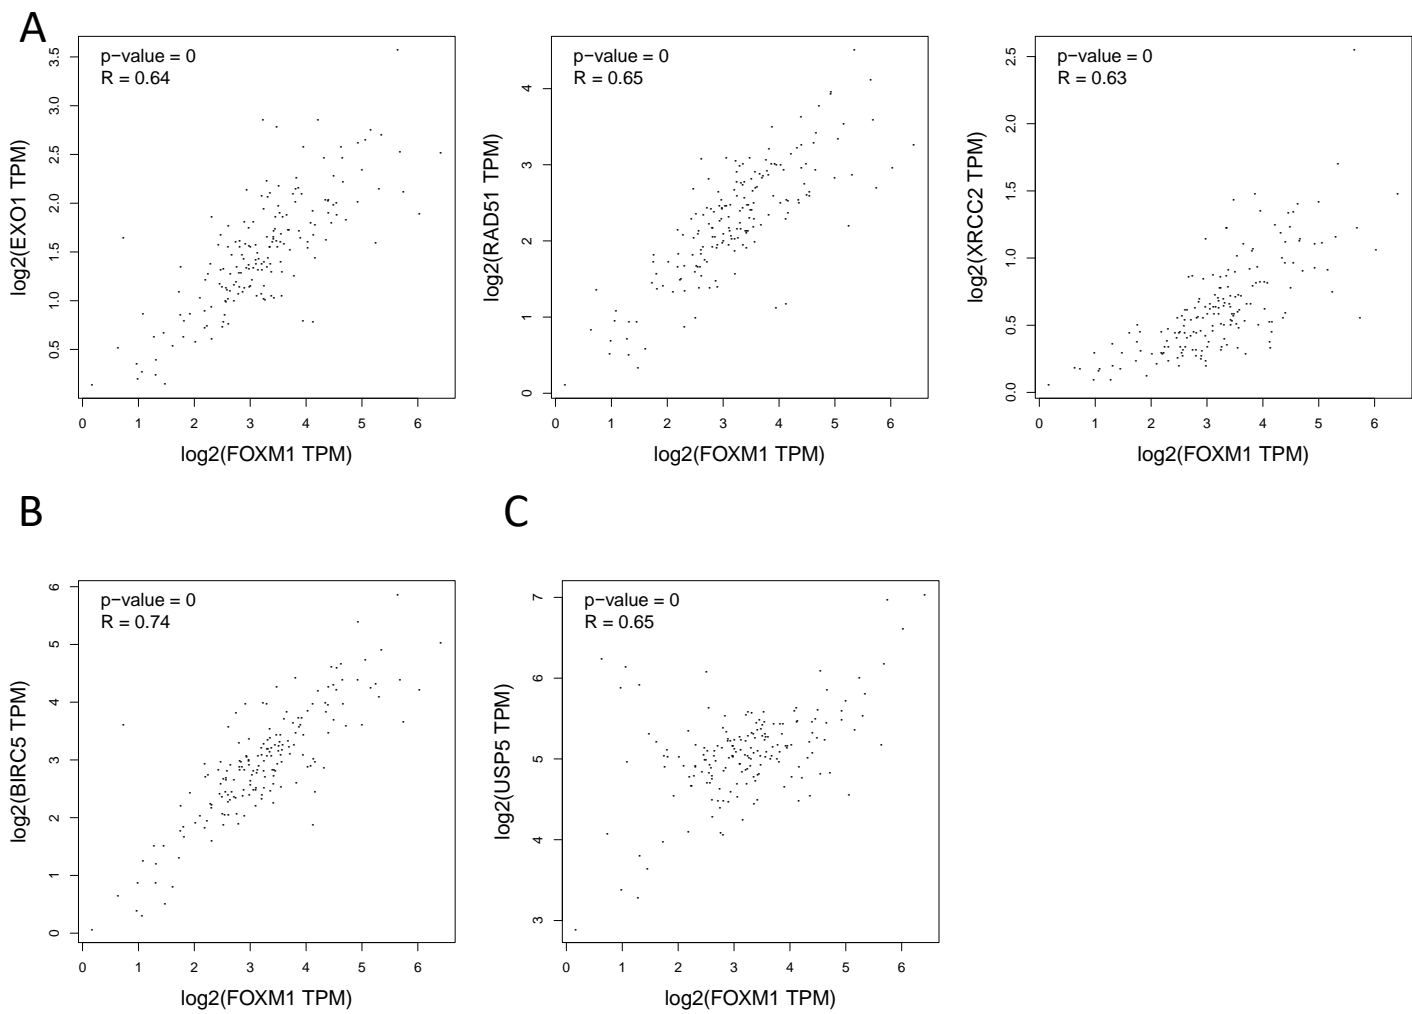 A
p−value = 0
R = 0.64
log2(EXO1 TPM)
3.5
3.0
2.5
2.0
1.5
1.0
0.5
0 1 2 3 4 5 6
log2(FOXM1 TPM)
p−value = 0
R = 0.65
log2(RAD51 TPM)
4
3
2
1
0
0 1 2 3 4 5 6
log2(FOXM1 TPM)
p−value = 0
R = 0.63
log2(XRCC2 TPM)
2.5
2.0
1.5
1.0
0.5
0.0
0 1 2 3 4 5 6
log2(FOXM1 TPM)
B
p−value = 0
R = 0.74
log2(BIRC5 TPM)
6
5
4
3
2
1
0
0 1 2 3 4 5 6
log2(FOXM1 TPM)
C
p−value = 0
R = 0.65
log2(USP5 TPM)
7
6
5
4
3
0 1 2 3 4 5 6
log2(FOXM1 TPM)